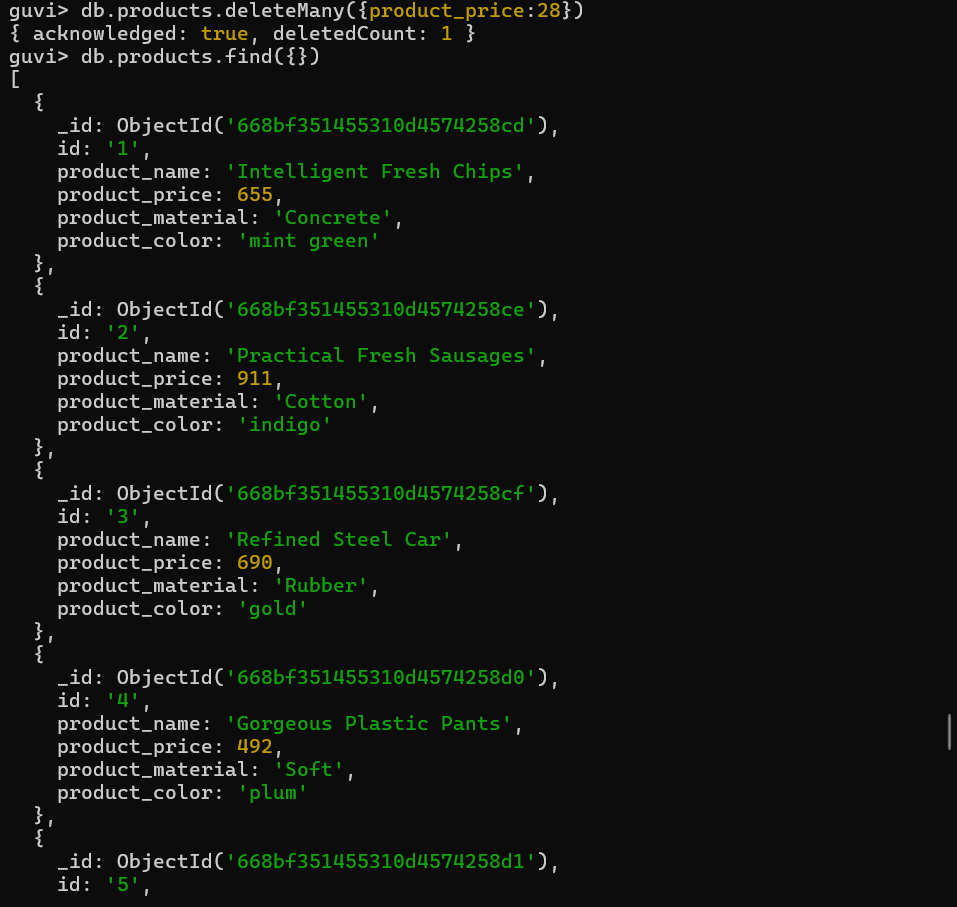 guvi> db.products.deleteMany({product_price:28})
{ acknowledged: true, deletedCount: 1 }
guvi> db.products.find({})
[
  {
    _id: ObjectId('668bf351455310d4574258cd'),
    id: '1',
    product_name: 'Intelligent Fresh Chips',
    product_price: 655,
    product_material: 'Concrete',
    product_color: 'mint green'
  },
  {
    _id: ObjectId('668bf351455310d4574258ce'),
    id: '2',
    product_name: 'Practical Fresh Sausages',
    product_price: 911,
    product_material: 'Cotton',
    product_color: 'indigo'
  },
  {
    _id: ObjectId('668bf351455310d4574258cf'),
    id: '3',
    product_name: 'Refined Steel Car',
    product_price: 690,
    product_material: 'Rubber',
    product_color: 'gold'
  },
  {
    _id: ObjectId('668bf351455310d4574258d0'),
    id: '4',
    product_name: 'Gorgeous Plastic Pants',
    product_price: 492,
    product_material: 'Soft',
    product_color: 'plum'
  },
  {
    _id: ObjectId('668bf351455310d4574258d1'),
    id: '5',